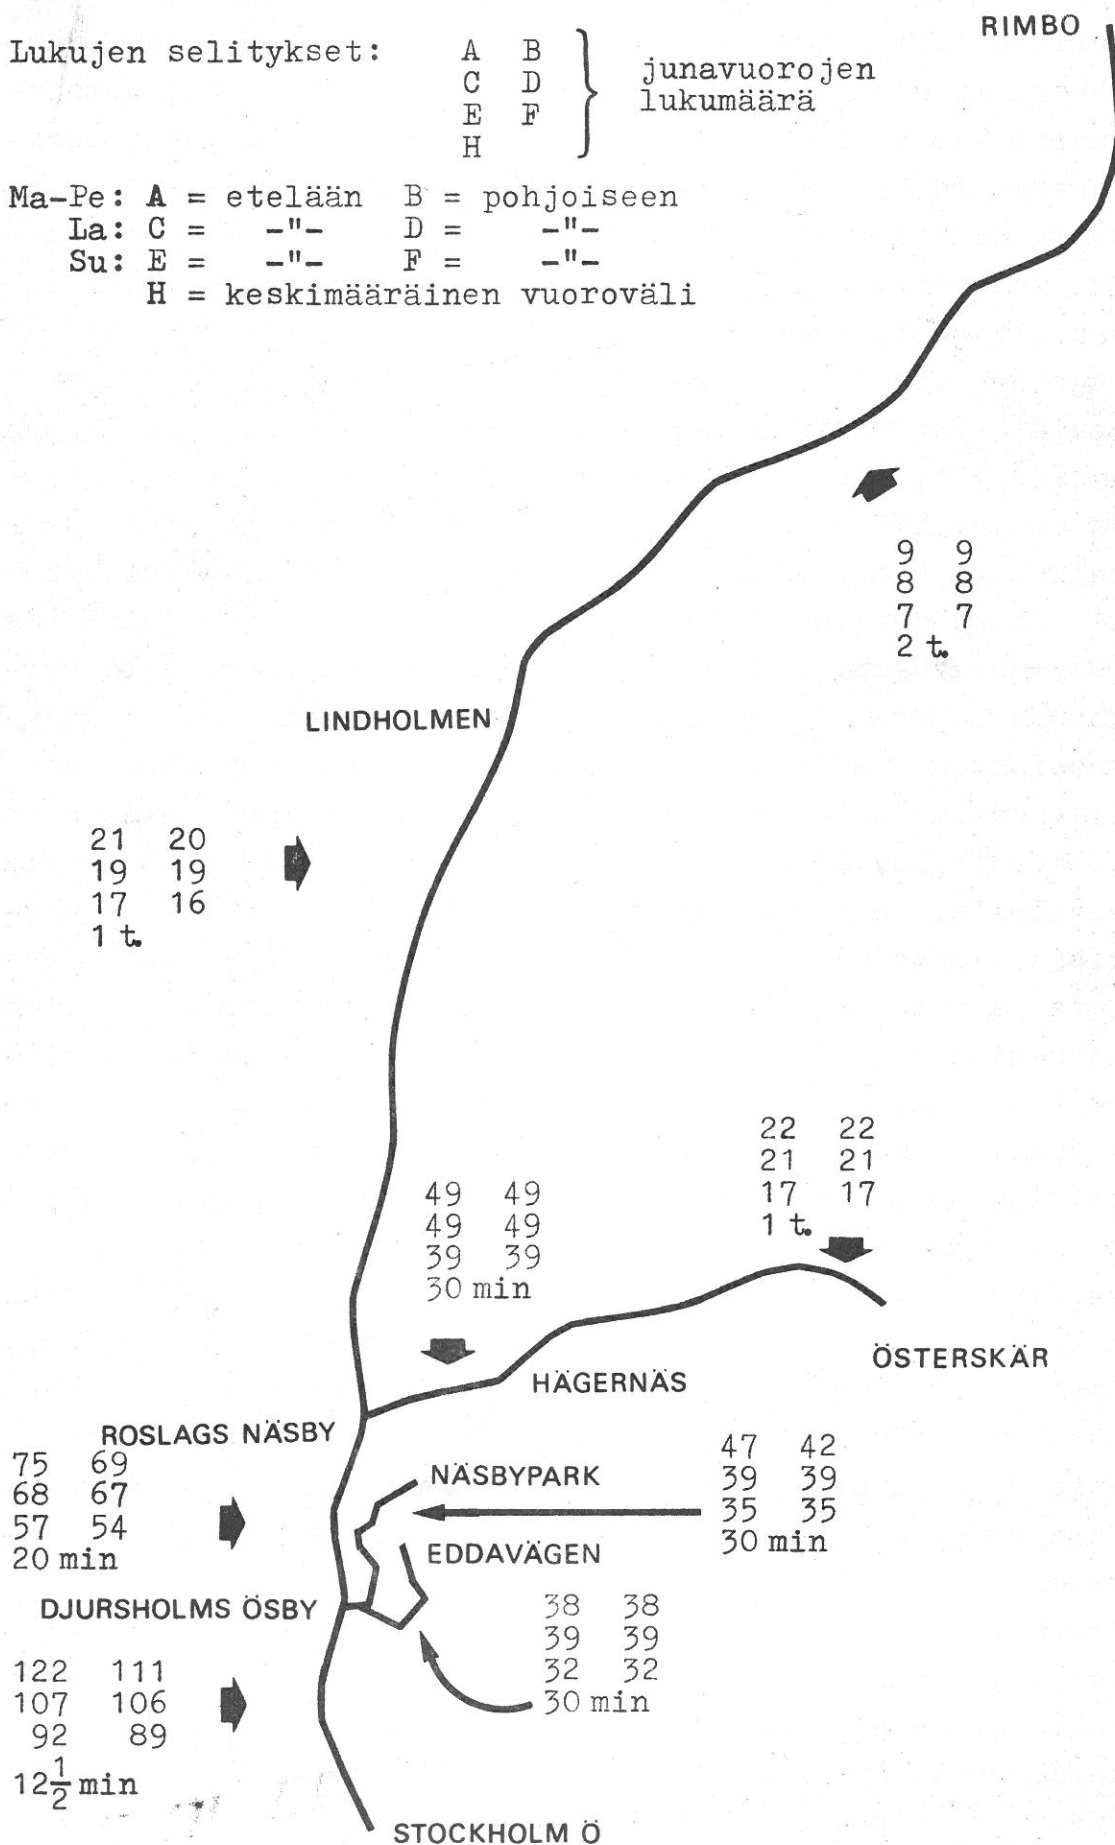 RIMBO
Lukujen selitykset:
A B
C D
E F
H
junavuorojen
lukumäärä
Ma-Pe: A = etelään B = pohjoiseen
La: C = -"- D = -"-
Su: E = -"- F = -"-
H = keskimääräinen vuoroväli
9 9
8 8
7 7
2 t.
LINDHOLMEN
21 20
19 19
17 16
1 t.
22 22
21 21
17 17
1 t.
49 49
49 49
39 39
30 min
ÖSTERSKÄR
HÄGERNÄS
ROSLAGS NÄSBY
75 69
68 67
57 54
20 min
NÄSBYPARK
47 42
39 39
35 35
30 min
EDDAVÄGEN
DJURSHOLMS ÖSBY
38 38
39 39
32 32
30 min
122 111
107 106
92 89
12½ min
STOCKHOLM Ö